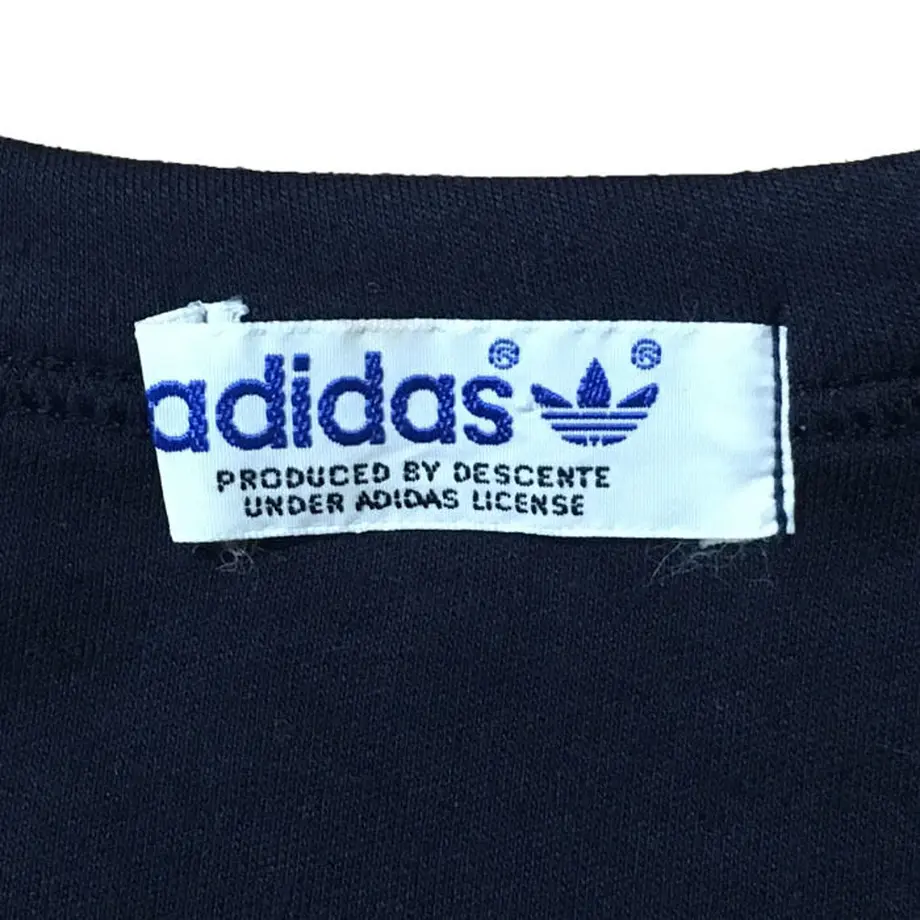 adidas® ®
PRODUCED BY DESCENTE
UNDER ADIDAS LICENSE